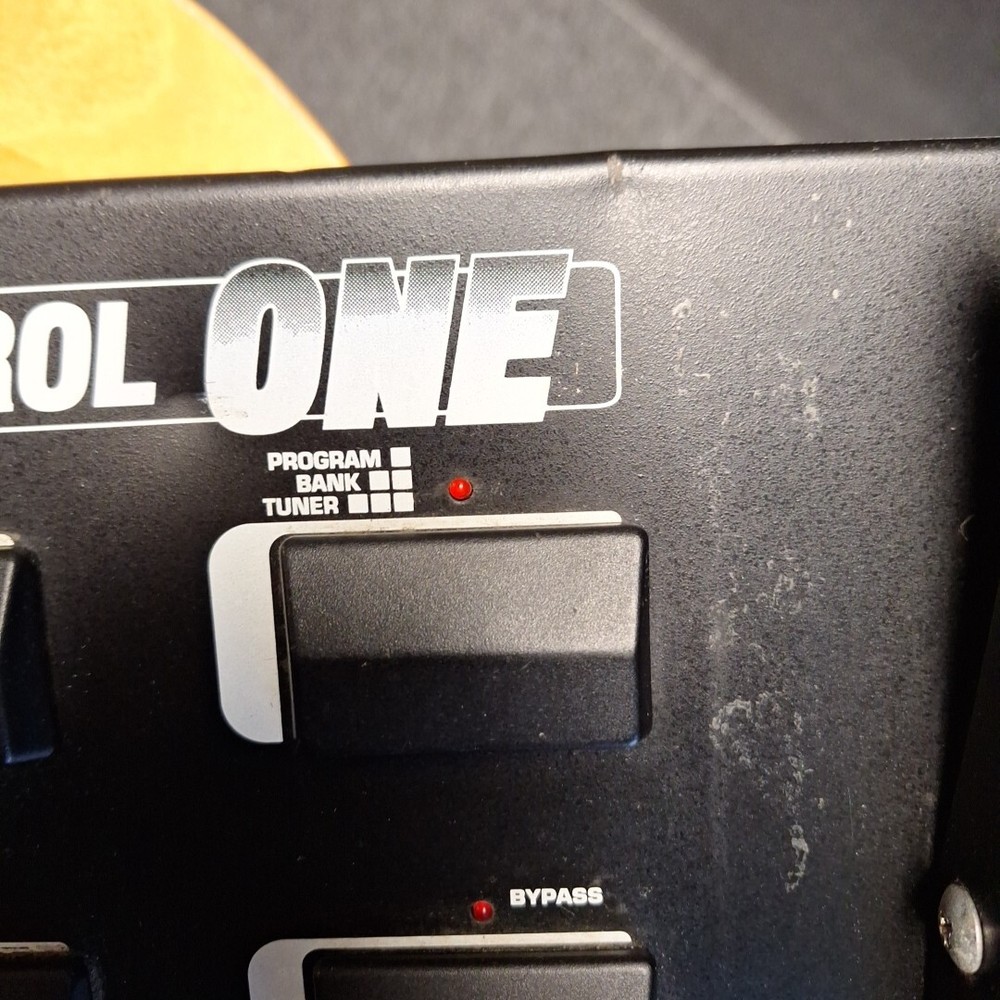 ROL ONE
PROGRAM
BANK
TUNER
BYPASS